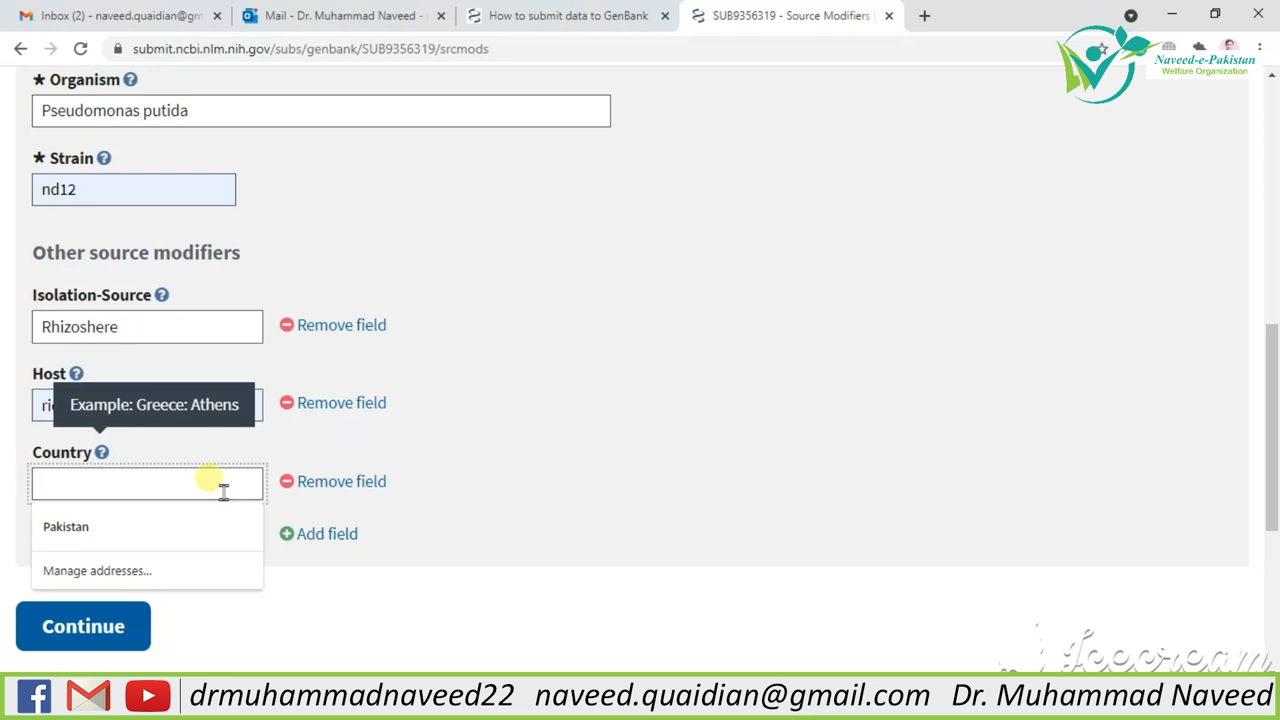 Inbox (2) - naveed.quaidian@gm
Mail - Dr. Muhammad Naveed -
How to submit data to GenBank
SUB9356319 - Source Modifiers
submit.ncbi.nlm.nih.gov/subs/genbank/SUB9356319/srcmods
Naveed-e-Pakistan
Welfare Organization
★ Organism ?
Pseudomonas putida
★ Strain ?
nd12
Other source modifiers
Isolation-Source ?
Rhizoshere
Remove field
Host ?
Example: Greece: Athens
Remove field
Country ?
Remove field
Pakistan
Add field
Manage addresses...
Continue
Icecream
drmuhammadnaveed22 naveed.quaidian@gmail.com Dr. Muhammad Naveed